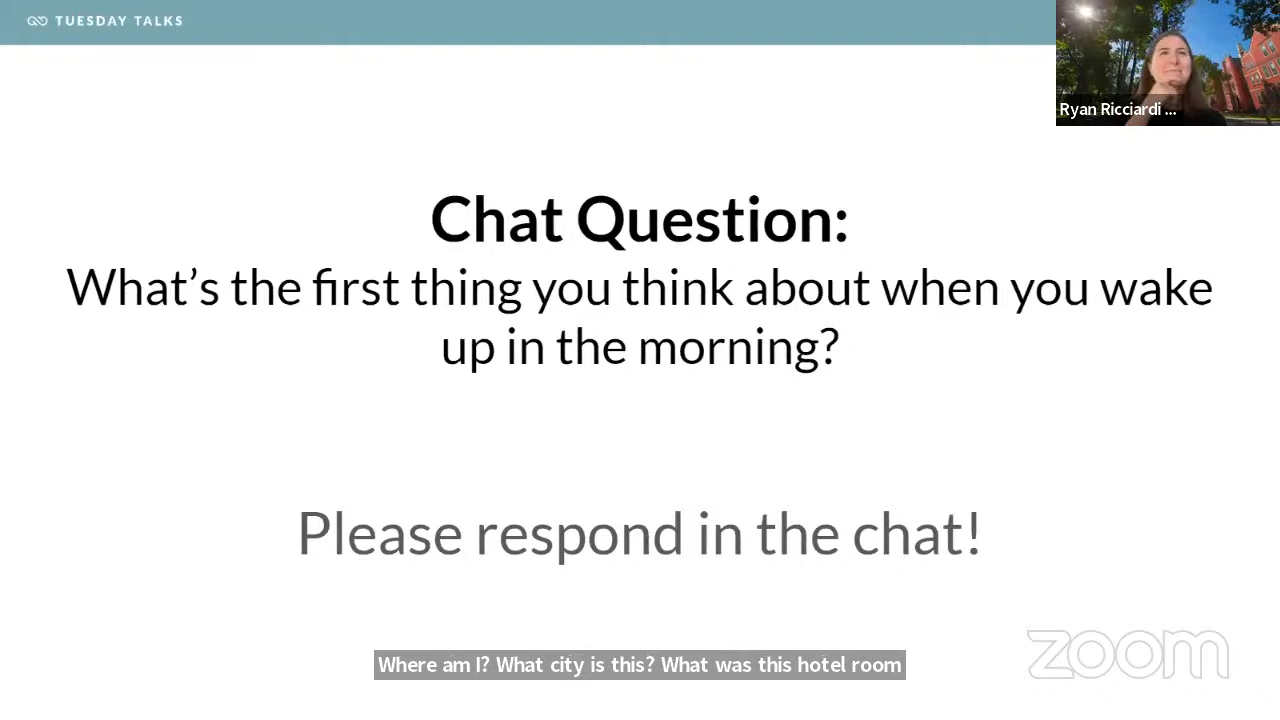 TUESDAY TALKS
Ryan Ricciardi ...
Chat Question:
What's the first thing you think about when you wake
up in the morning?
Please respond in the chat!
Where am I? What city is this? What was this hotel room
zoom